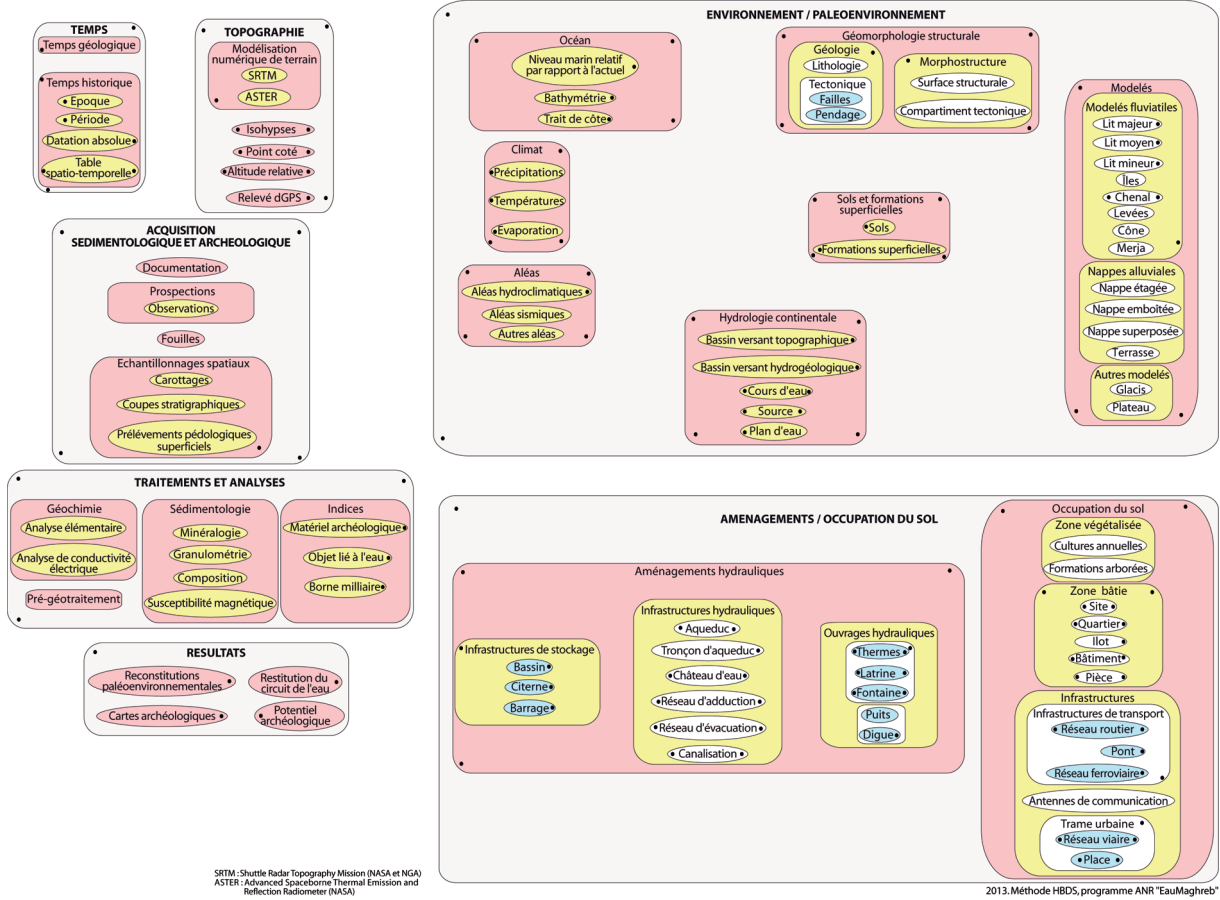 TEMPS
Temps géologique
Temps historique
Epoque
Période
Datation absolue
Table
spatio-temporelle
TOPOGRAPHIE
Modélisation
numérique de terrain
SRTM
ASTER
Isohypses
Point coté
Altitude relative
Relevé dGPS
ACQUISITION
SEDIMENTOLOGIQUE ET ARCHEOLOGIQUE
Documentation
Prospections
Observations
Fouilles
Echantillonnages spatiaux
Carottages
Coupes stratigraphiques
Prélévements pédologiques
superficiels
TRAITEMENTS ET ANALYSES
Géochimie
Analyse élémentaire
Analyse de conductivité
électrique
Pré-géotraitement
Sédimentologie
Minéralogie
Granulométrie
Composition
Susceptibilité magnétique
Indices
Matériel archéologique
Objet lié à l'eau
Borne milliaire
RESULTATS
Reconstitutions
paléoenvironnementales
Restitution du
circuit de l'eau
Cartes archéologiques
Potentiel
archéologique
ENVIRONNEMENT / PALEOENVIRONNEMENT
Océan
Niveau marin relatif
par rapport à l'actuel
Bathymétrie
Trait de côte
Climat
Précipitations
Températures
Evaporation
Aléas
Aléas hydroclimatiques
Aléas sismiques
Autres aléas
Géomorphologie structurale
Géologie
Lithologie
Tectonique
Failles
Pendage
Morphostructure
Surface structurale
Compartiment tectonique
Sols et formations
superficielles
Sols
Formations superficielles
Hydrologie continentale
Bassin versant topographique
Bassin versant hydrogéologique
Cours d'eau
Source
Plan d'eau
Modelés
Modelés fluviatiles
Lit majeur
Lit moyen
Lit mineur
Îles
Chenal
Levées
Cône
Merja
Nappes alluviales
Nappe étagée
Nappe emboîtée
Nappe superposée
Terrasse
Autres modelés
Glacis
Plateau
AMENAGEMENTS / OCCUPATION DU SOL
Aménagements hydrauliques
Infrastructures de stockage
Bassin
Citerne
Barrage
Infrastructures hydrauliques
Aqueduc
Tronçon d'aqueduc
Château d'eau
Réseau d'adduction
Réseau d'évacuation
Canalisation
Ouvrages hydrauliques
Thermes
Latrine
Fontaine
Puits
Digue
Occupation du sol
Zone végétalisée
Cultures annuelles
Formations arborées
Zone bâtie
Site
Quartier
Ilot
Bâtiment
Pièce
Infrastructures
Infrastructures de transport
Réseau routier
Pont
Réseau ferroviaire
Antennes de communication
Trame urbaine
Réseau viaire
Place
SRTM : Shuttle Radar Topography Mission (NASA et NGA)
ASTER : Advanced Spaceborne Thermal Emission and
Reflection Radiometer (NASA)
2013. Méthode HBDS, programme ANR "EauMaghreb"